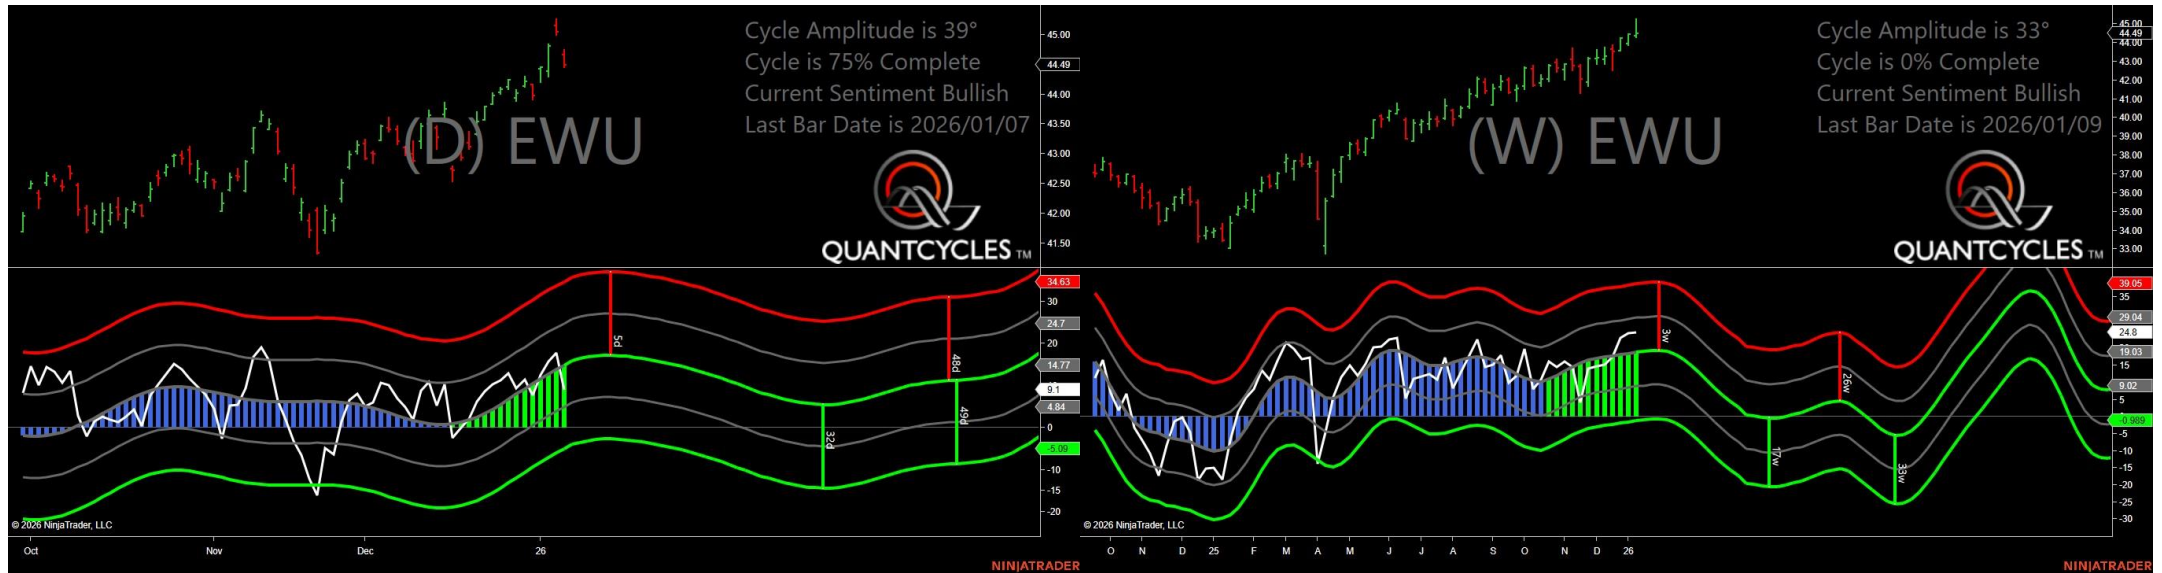 Cycle Amplitude is 39°
Cycle is 75% Complete
Current Sentiment Bullish
Last Bar Date is 2026/01/07
(D) EWU
QUANTCYCLES TM
45.00
44.49
44.00
43.50
43.00
42.50
42.00
41.50
34.63
30
24.7
20
14.77
9.1
4.84
0
-5.09
-10
-15
-20
5d
32d
48d
49d
© 2026 NinjaTrader, LLC
Oct Nov Dec 26
NINJATRADER
Cycle Amplitude is 33°
Cycle is 0% Complete
Current Sentiment Bullish
Last Bar Date is 2026/01/09
(W) EWU
QUANTCYCLES TM
45.00
44.49
44.00
43.00
42.00
41.00
40.00
39.00
38.00
37.00
36.00
35.00
34.00
33.00
39.05
35
29.04
24.8
19.03
15
9.02
5
-0.989
-5
-10
-15
-20
-25
-30
3w
17w
26w
33w
© 2026 NinjaTrader, LLC
O N D 25 F M A M J J A S O N D 26
NINJATRADER